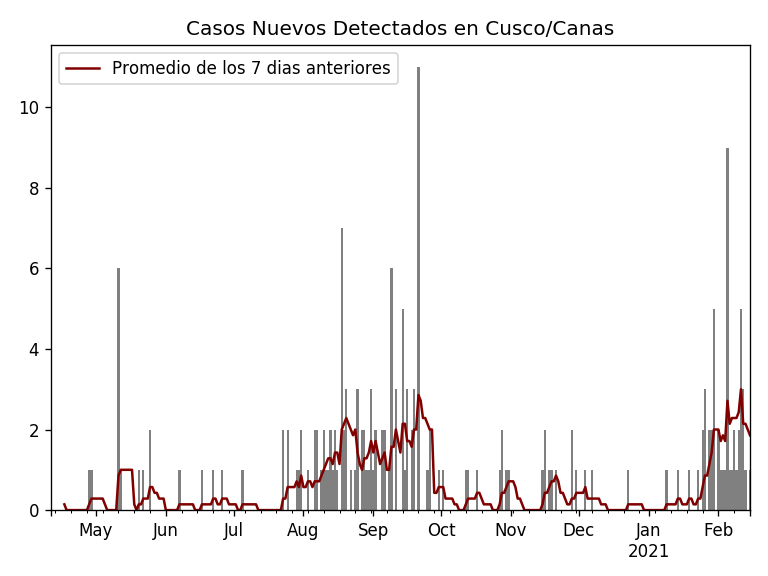 Casos Nuevos Detectados en Cusco/Canas
Promedio de los 7 dias anteriores
10
8
6
4
2
0
May Jun Jul Aug Sep Oct Nov Dec Jan Feb
2021